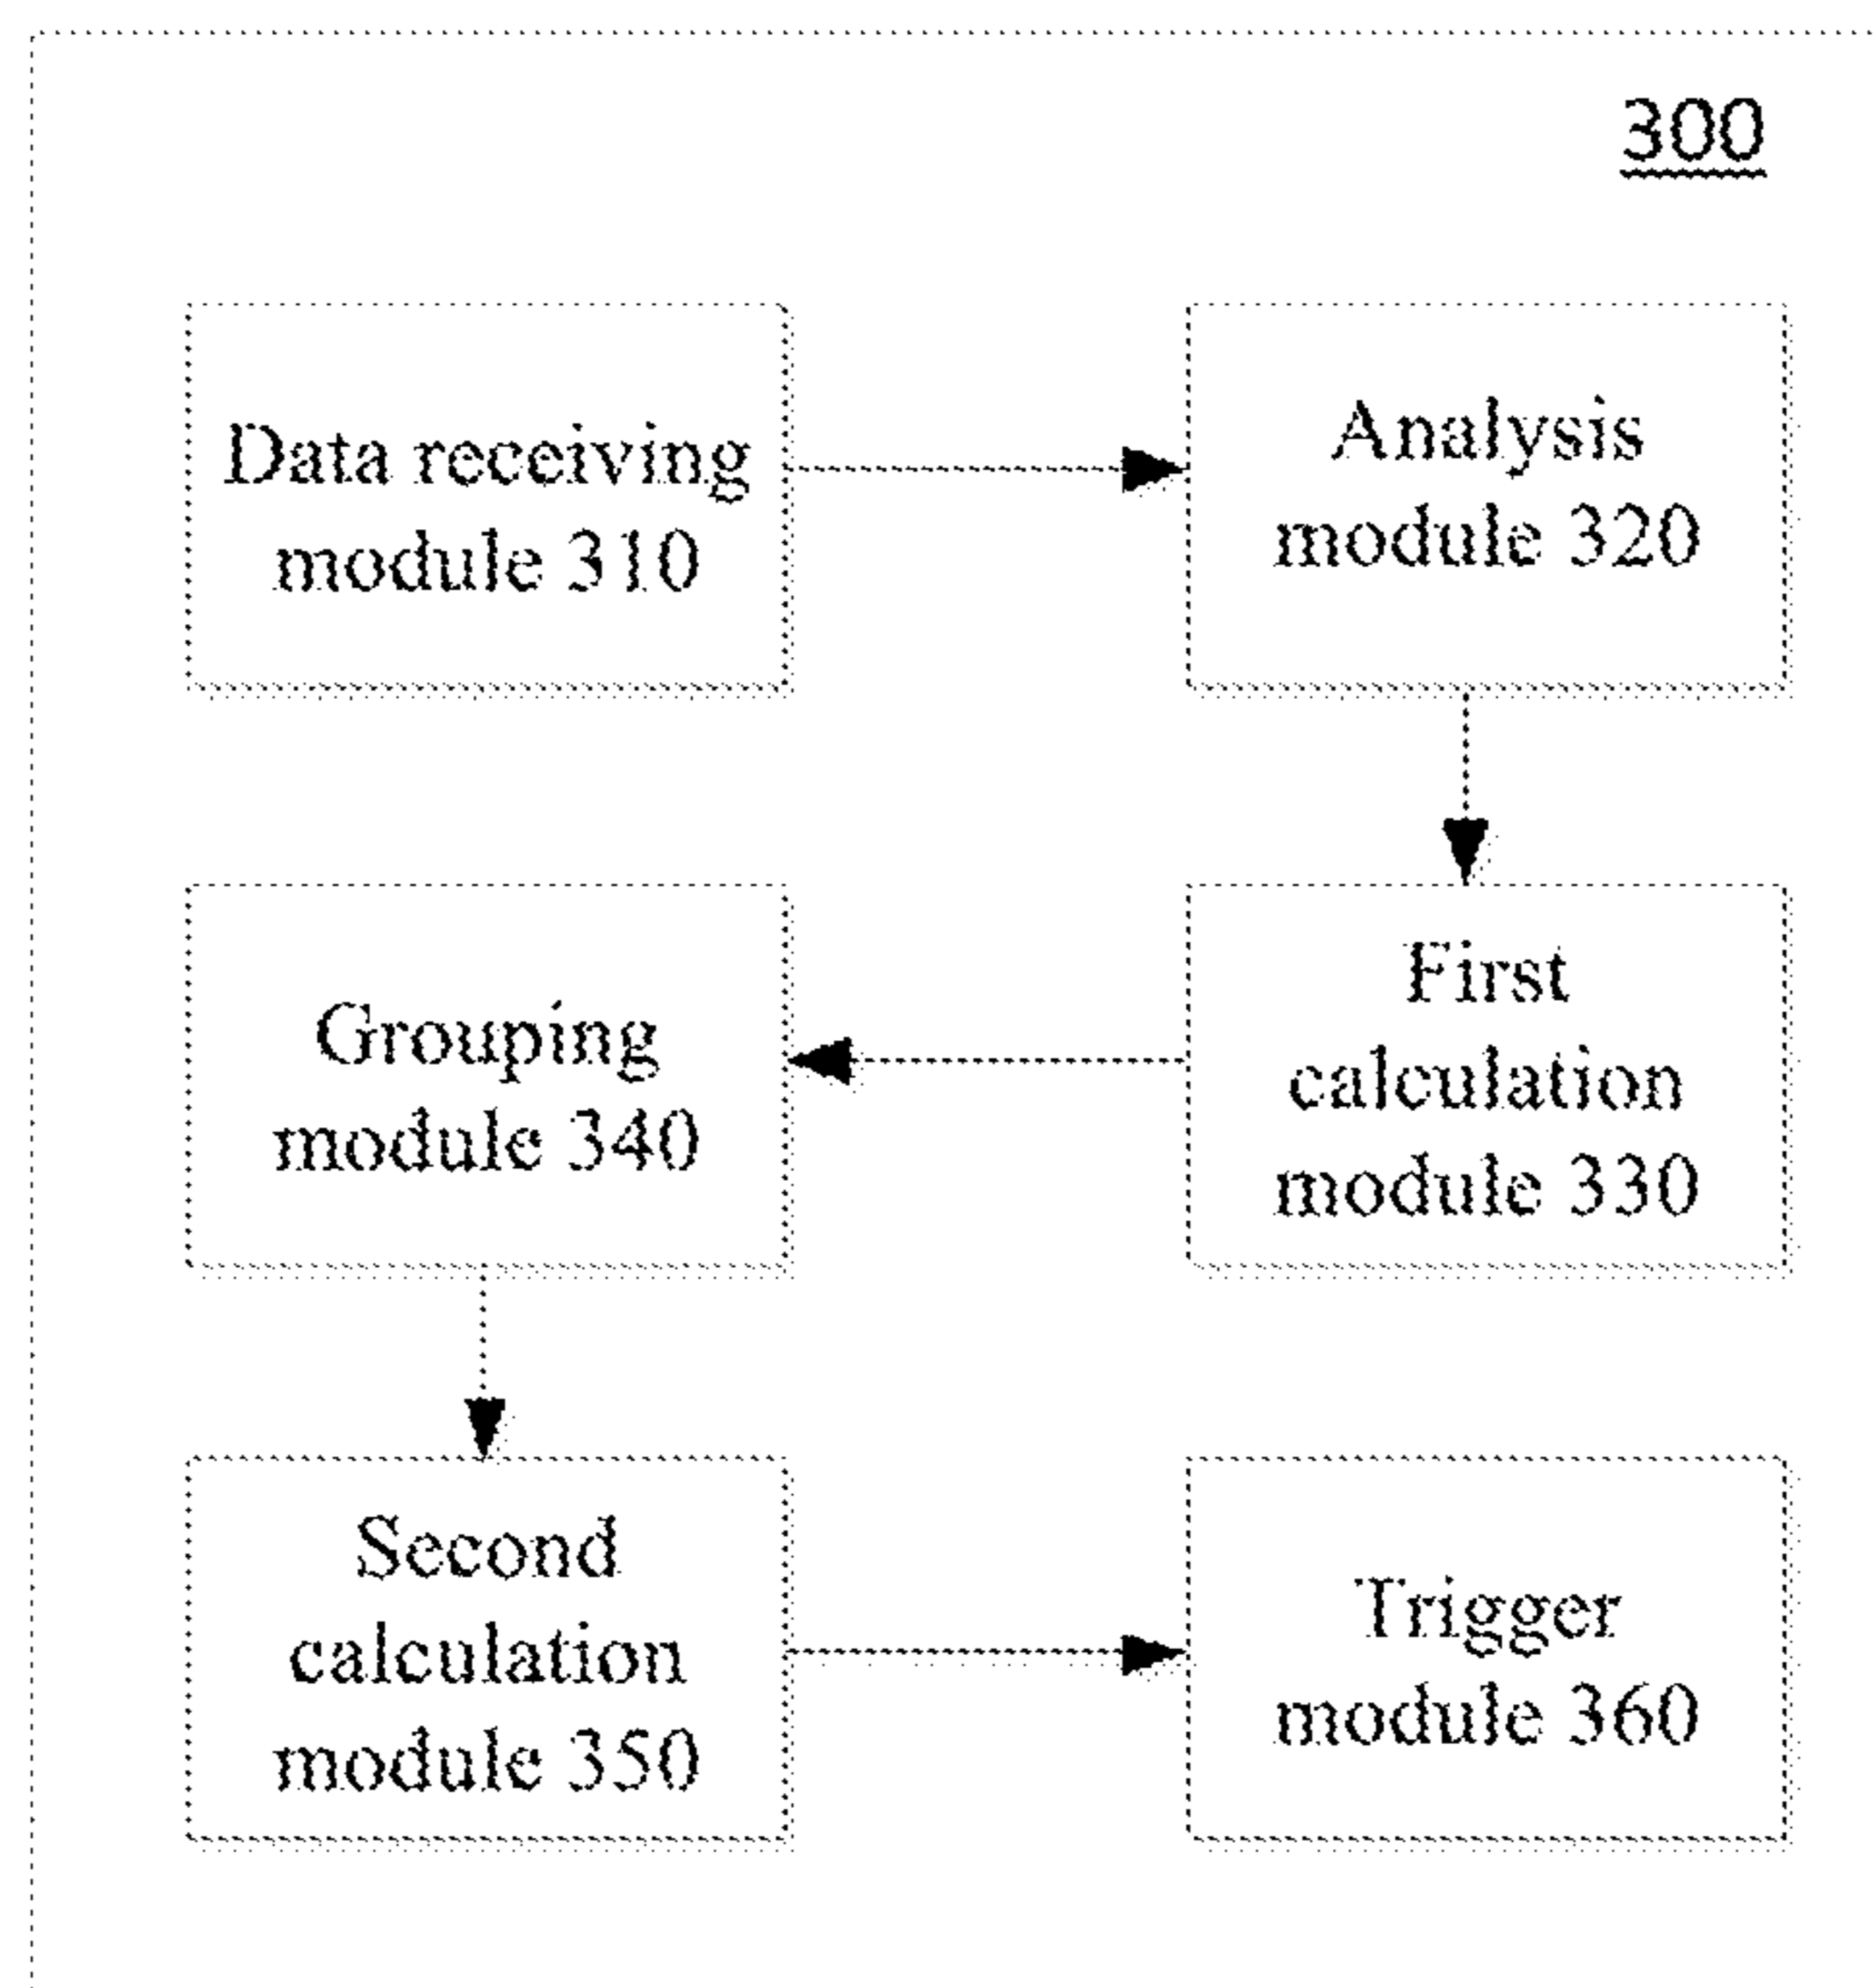 300
Data receiving
module 310
Analysis
module 320
First
calculation
module 330
Grouping
module 340
Second
calculation
module 350
Trigger
module 360